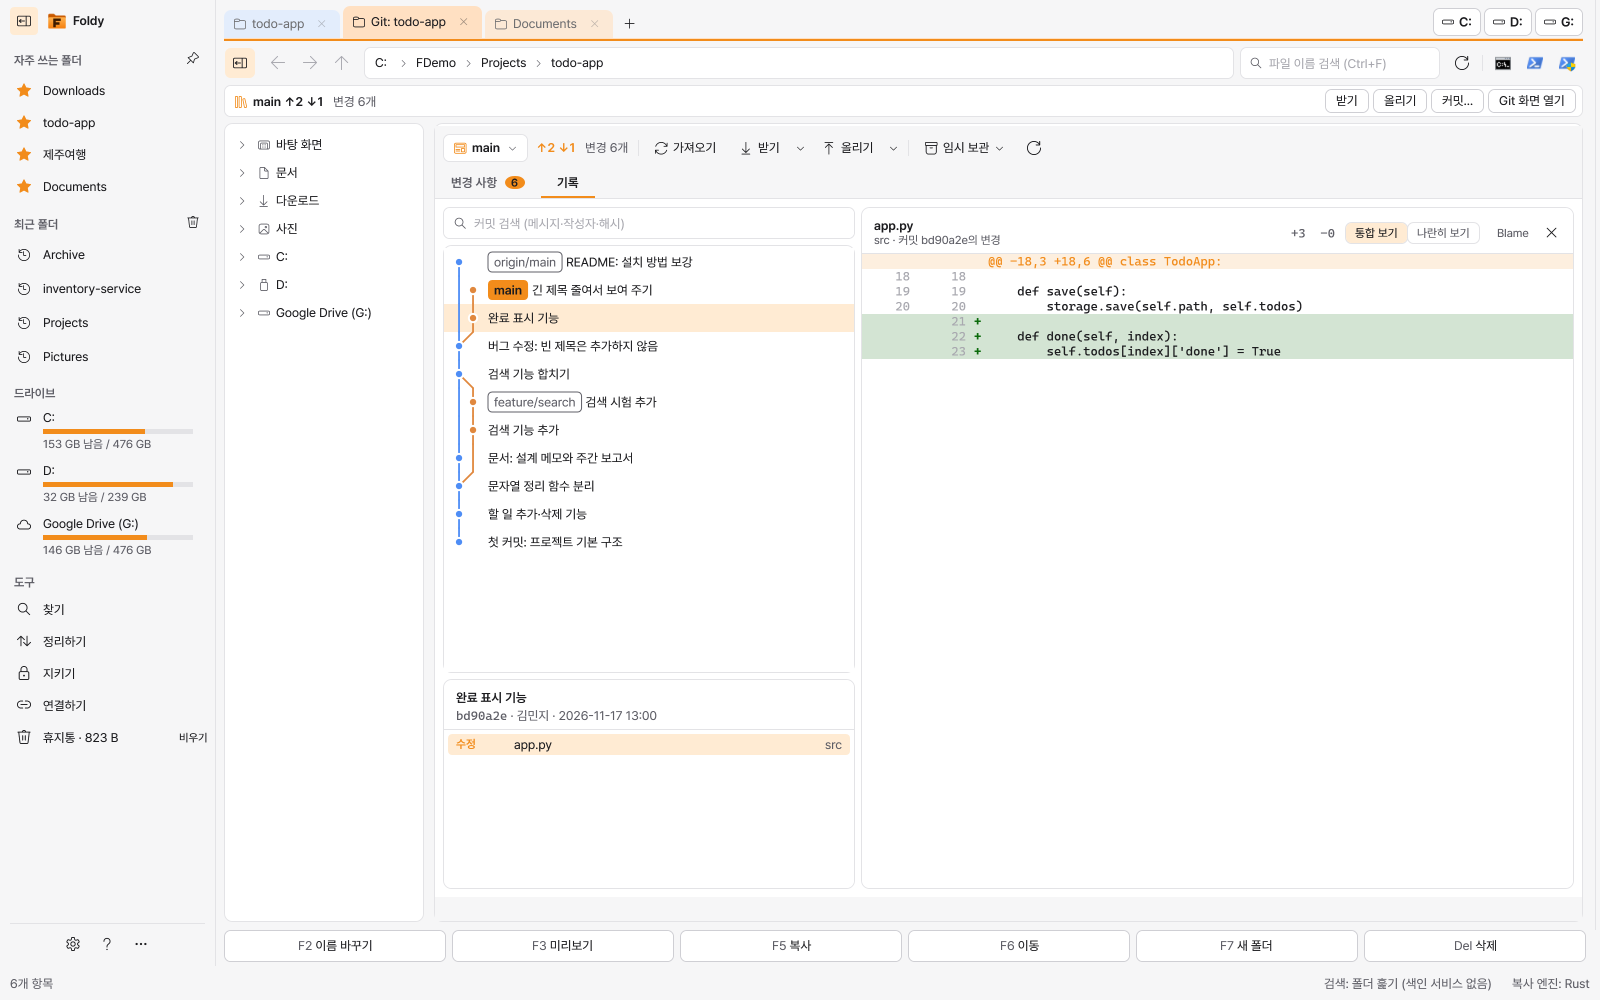 Foldy
자주 쓰는 폴더
Downloads
todo-app
제주여행
Documents
최근 폴더
Archive
inventory-service
Projects
Pictures
드라이브
C:
153 GB 남음 / 476 GB
D:
32 GB 남음 / 239 GB
Google Drive (G:)
146 GB 남음 / 476 GB
도구
찾기
정리하기
지키기
연결하기
휴지통 · 823 B 비우기
6개 항목
todo-app
Git: todo-app
Documents
C: D: G:
C: FDemo Projects todo-app
파일 이름 검색 (Ctrl+F)
main ↑2 ↓1 변경 6개
받기 올리기 커밋... Git 화면 열기
바탕 화면
문서
다운로드
사진
C:
D:
Google Drive (G:)
main ↑2 ↓1 변경 6개 가져오기 받기 올리기 임시 보관
변경 사항 6 기록
커밋 검색 (메시지·작성자·해시)
origin/main README: 설치 방법 보강
main 긴 제목 줄여서 보여 주기
완료 표시 기능
버그 수정: 빈 제목은 추가하지 않음
검색 기능 합치기
feature/search 검색 시험 추가
검색 기능 추가
문서: 설계 메모와 주간 보고서
문자열 정리 함수 분리
할 일 추가·삭제 기능
첫 커밋: 프로젝트 기본 구조
완료 표시 기능
bd90a2e · 김민지 · 2026-11-17 13:00
수정 app.py src
app.py
src · 커밋 bd90a2e의 변경
+3 −0 통합 보기 나란히 보기 Blame
@@ −18,3 +18,6 @@ class TodoApp:
18 18
19 19 def save(self):
20 20 storage.save(self.path, self.todos)
21 +
22 + def done(self, index):
23 + self.todos[index]['done'] = True
F2 이름 바꾸기
F3 미리보기
F5 복사
F6 이동
F7 새 폴더
Del 삭제
검색: 폴더 훑기 (색인 서비스 없음) 복사 엔진: Rust